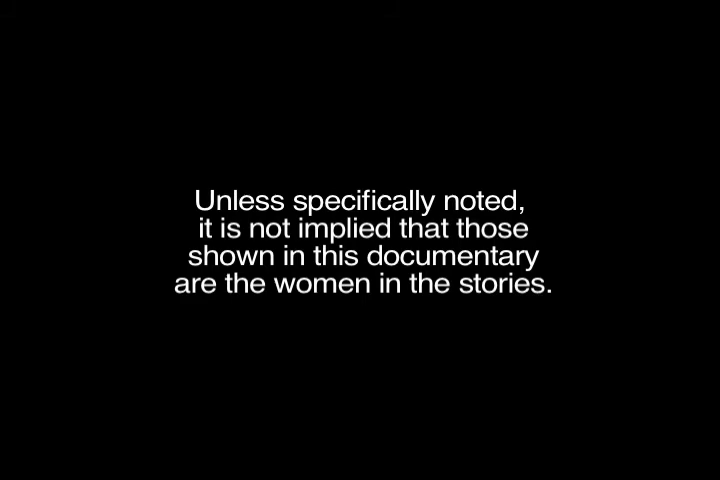 Unless specifically noted,
it is not implied that those
shown in this documentary
are the women in the stories.